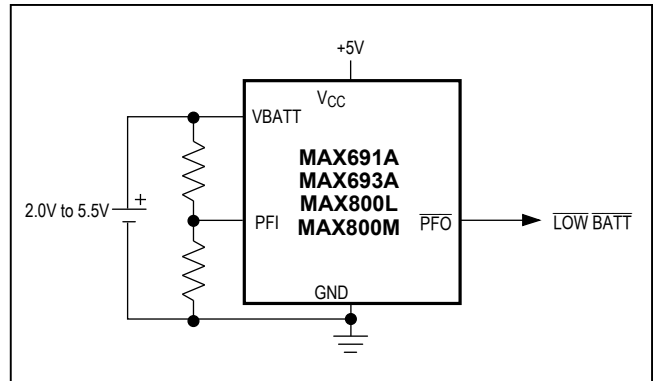 +5V
VCC
VBATT
MAX691A
MAX693A
MAX800L
MAX800M
2.0V to 5.5V
+
PFI
PFO
LOW BATT
GND